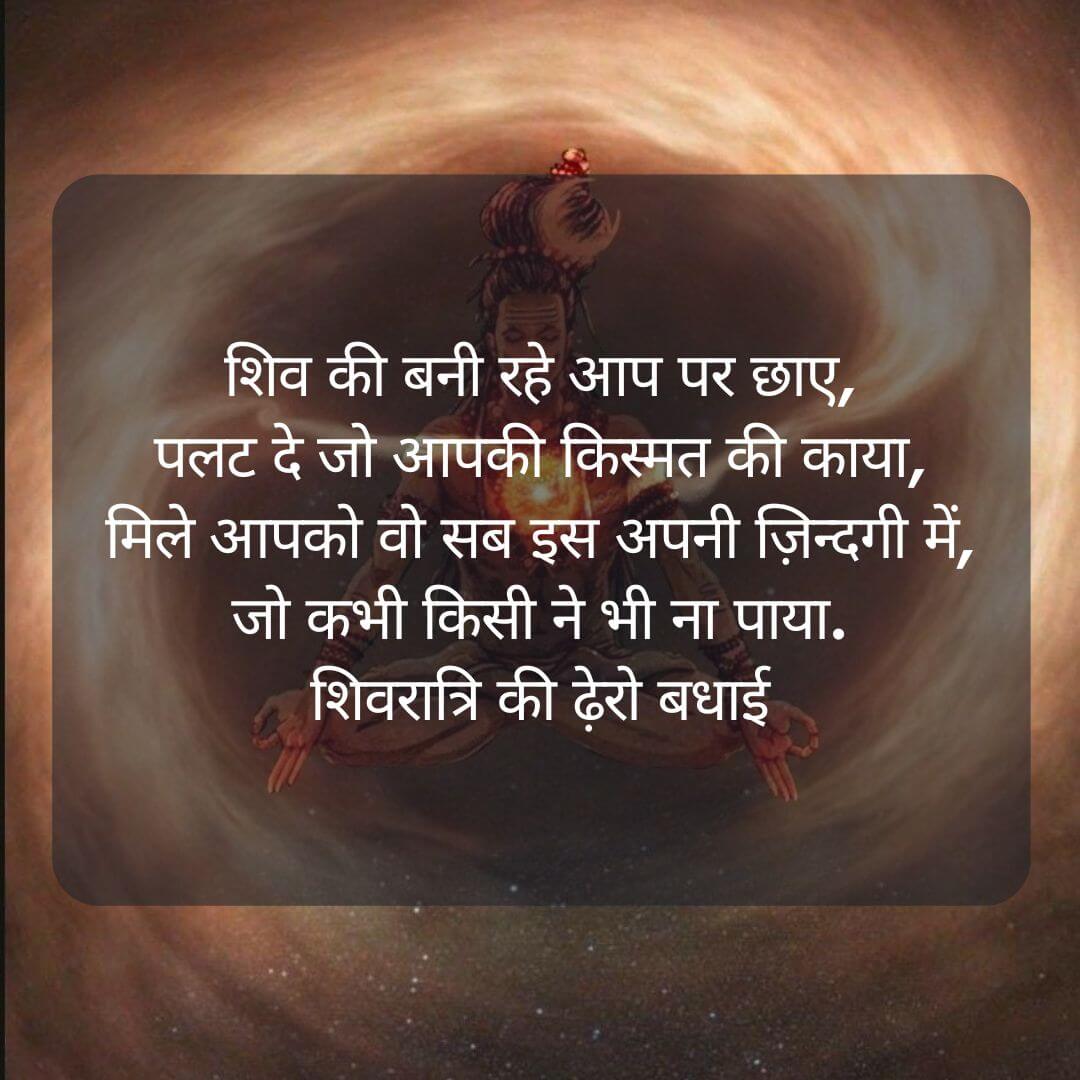 शिव की बनी रहे आप पर छाए,
पलट दे जो आपकी किस्मत की काया,
मिले आपको वो सब इस अपनी ज़िन्दगी में,
जो कभी किसी ने भी ना पाया.
शिवरात्रि की ढ़ेरो बधाई